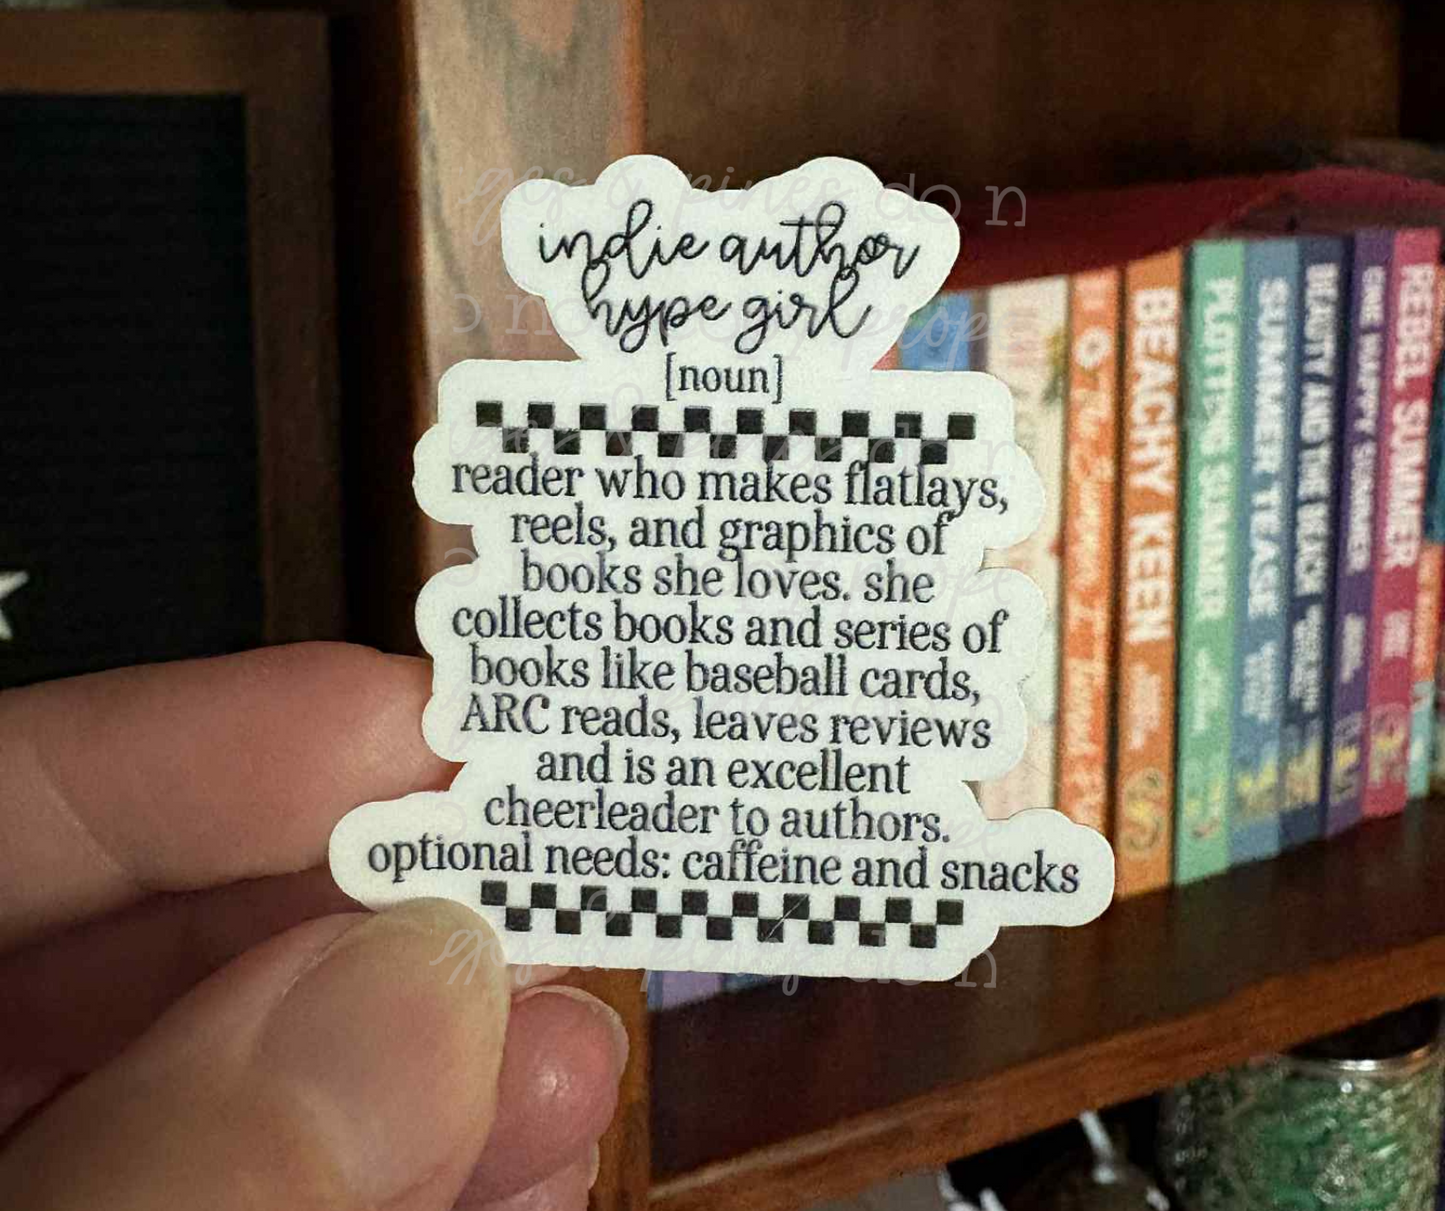 indie author
hype girl
[noun]
reader who makes flatlays,
reels, and graphics of
books she loves. she
collects books and series of
books like baseball cards,
ARC reads, leaves reviews
and is an excellent
cheerleader to authors.
optional needs: caffeine and snacks
BEACHY KEEN
PLOTTING SUMMER
SUMMER TEASE
BEAUTY AND THE BEACH
ONE HAPPY SUMMER
REBEL SUMMER